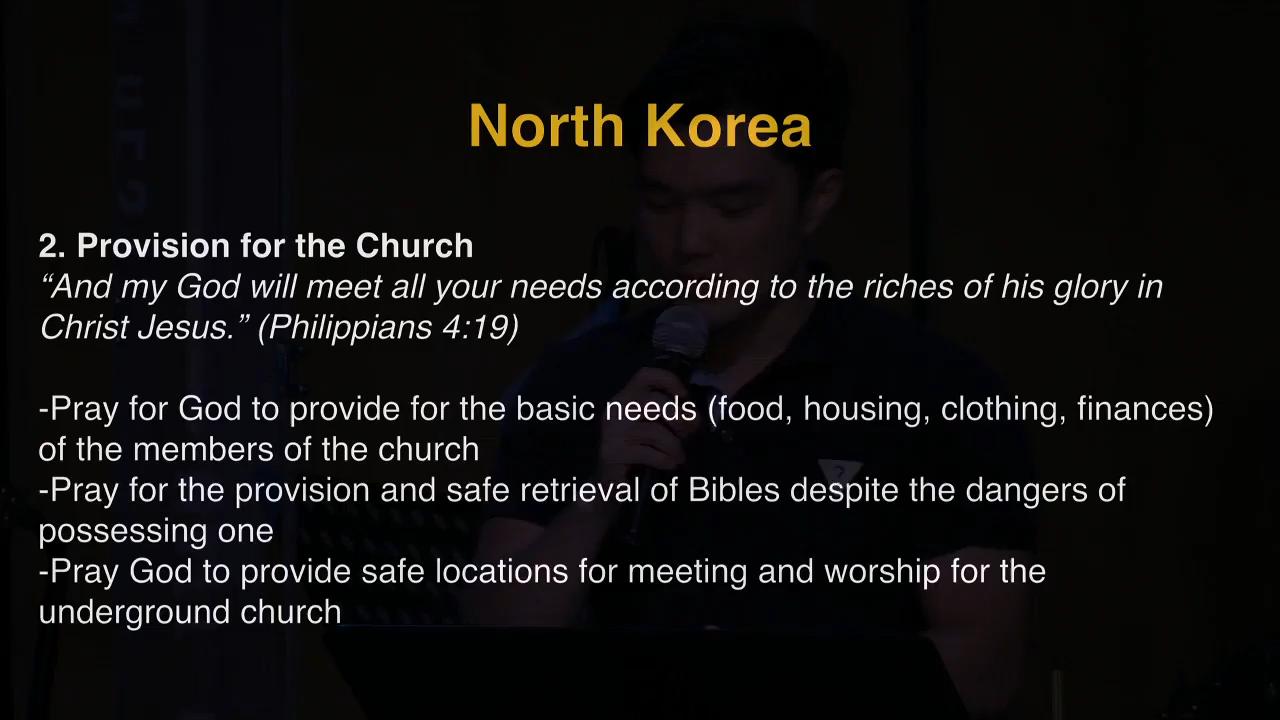 North Korea
2. Provision for the Church
“And my God will meet all your needs according to the riches of his glory in
Christ Jesus.” (Philippians 4:19)
-Pray for God to provide for the basic needs (food, housing, clothing, finances)
of the members of the church
-Pray for the provision and safe retrieval of Bibles despite the dangers of
possessing one
-Pray God to provide safe locations for meeting and worship for the
underground church